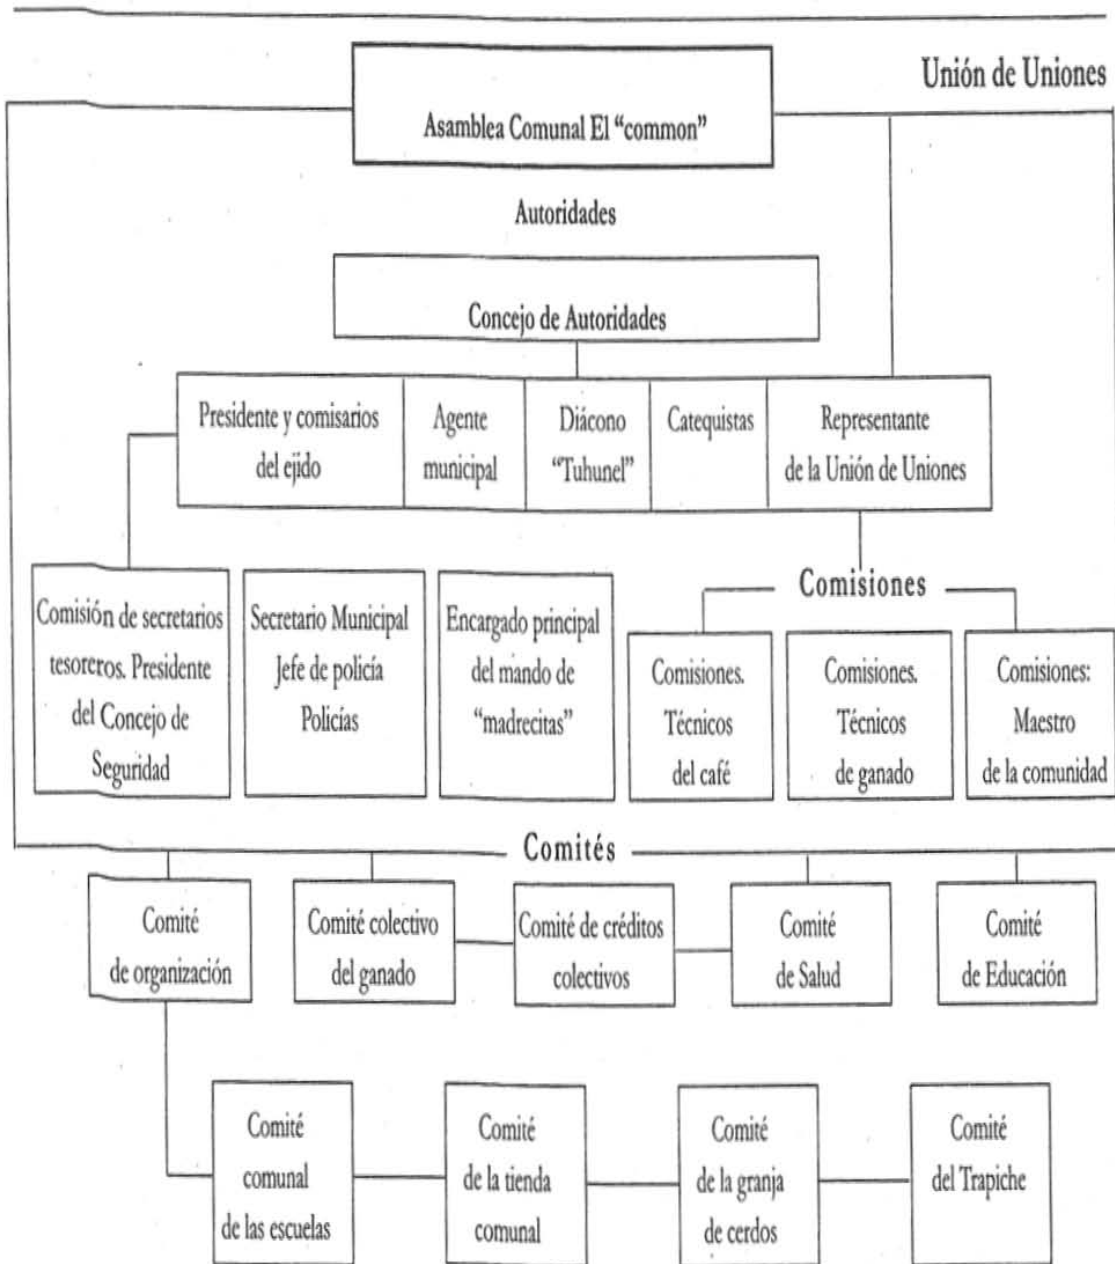 Unión de Uniones
Asamblea Comunal El “common”
Autoridades
Concejo de Autoridades
Presidente y comisarios
del ejido
Agente
municipal
Diácono
“Tuhunel”
Catequistas
Representante
de la Unión de Uniones
Comisiones
Comisión de secretarios
tesoreros. Presidente
del Concejo de
Seguridad
Secretario Municipal
Jefe de policía
Policías
Encargado principal
del mando de
“madrecitas”
Comisiones.
Técnicos
del café
Comisiones.
Técnicos
de ganado
Comisiones:
Maestro
de la comunidad
Comités
Comité
de organización
Comité colectivo
del ganado
Comité de créditos
colectivos
Comité
de Salud
Comité
de Educación
Comité
comunal
de las escuelas
Comité
de la tienda
comunal
Comité
de la granja
de cerdos
Comité
del Trapiche